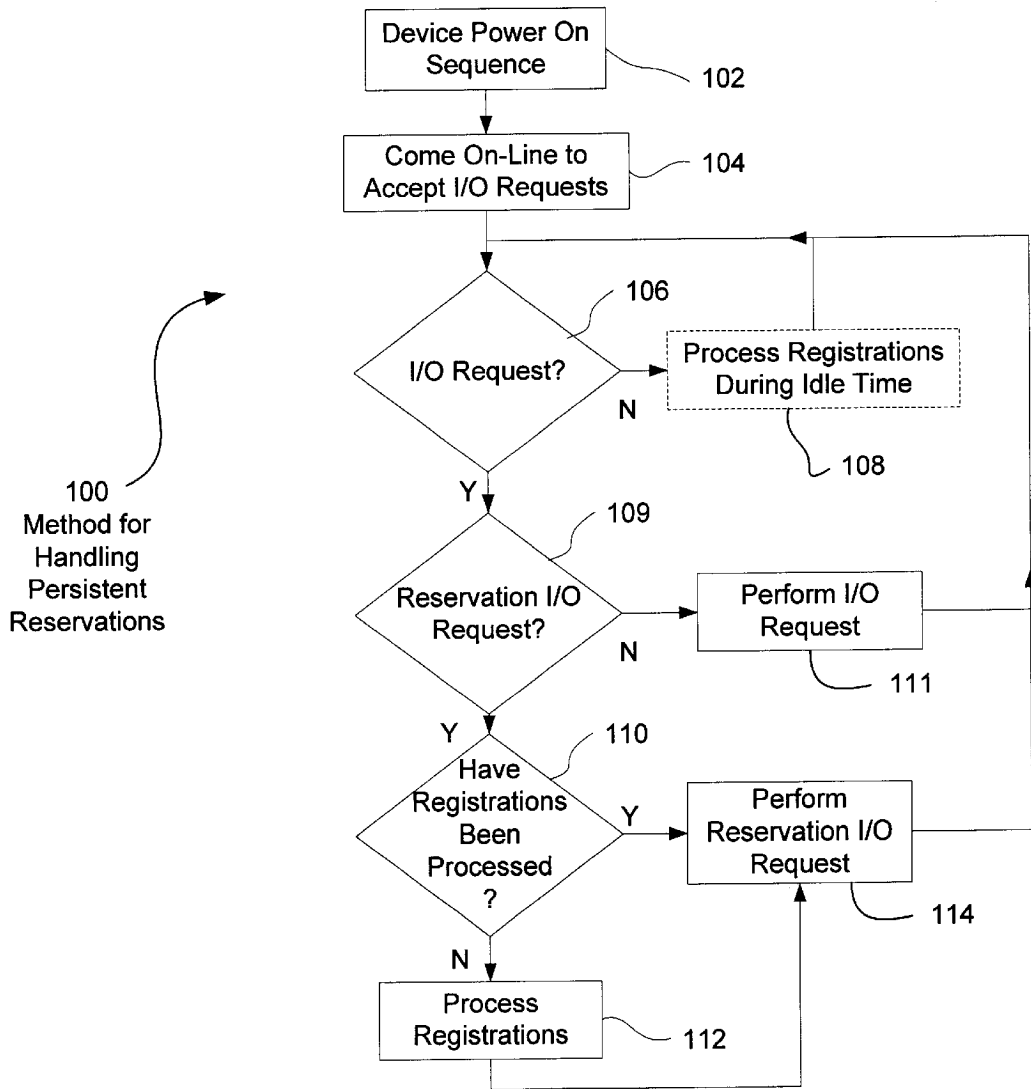 Device Power On
Sequence
102
Come On-Line to
Accept I/O Requests
104
106
I/O Request?
N
Process Registrations
During Idle Time
108
Y
100
Method for
Handling
Persistent
Reservations
109
Reservation I/O
Request?
N
Perform I/O
Request
111
Y
110
Have
Registrations
Been
Processed
?
Y
Perform
Reservation I/O
Request
114
N
Process
Registrations
112